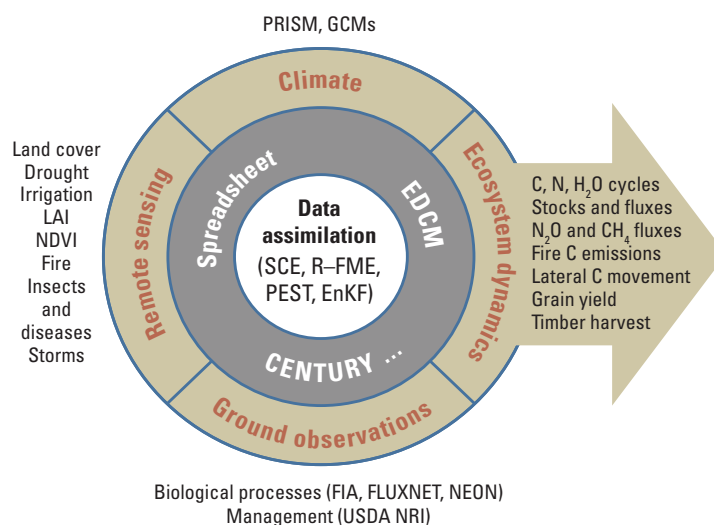 PRISM, GCMs
Climate
Land cover
Drought
Irrigation
LAI
NDVI
Fire
Insects
and
diseases
Storms
Remote sensing
Spreadsheet
EDCM
CENTURY ...
Data
assimilation
(SCE, R–FME,
PEST, EnKF)
Ecosystem dynamics
C, N, H₂O cycles
Stocks and fluxes
N₂O and CH₄ fluxes
Fire C emissions
Lateral C movement
Grain yield
Timber harvest
Ground observations
Biological processes (FIA, FLUXNET, NEON)
Management (USDA NRI)